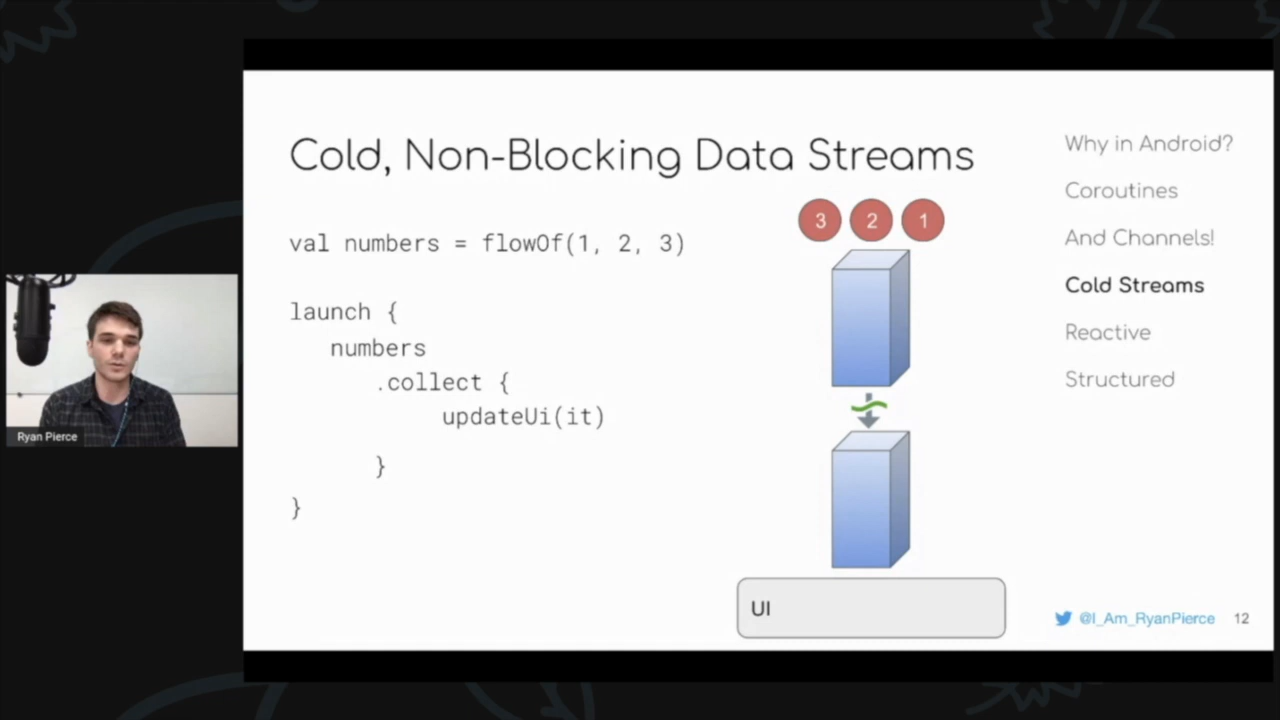 Cold, Non-Blocking Data Streams
val numbers = flowOf(1, 2, 3)
launch {
numbers
.collect {
updateUi(it)
}
}
3 2 1
UI
Why in Android?
Coroutines
And Channels!
Cold Streams
Reactive
Structured
@I_Am_RyanPierce 12
Ryan Pierce